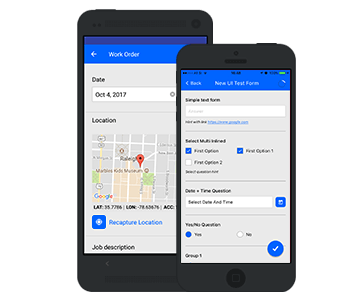 Work Order
Date
Oct 4, 2017
Location
Raleigh
Marbles Kids Museum
Google
LAT: 35.7786 | LON: -78.63676 | ACC:
Recapture Location
Job description
Back
New UI Test Form
Simple text form
Hint with link https://www.google.com
Select Multi Inlined
First Option
First Option 1
First Option 2
Select question hint
Date + Time Question
Select Date And Time
Yes/No Question
Yes
No
Group 1